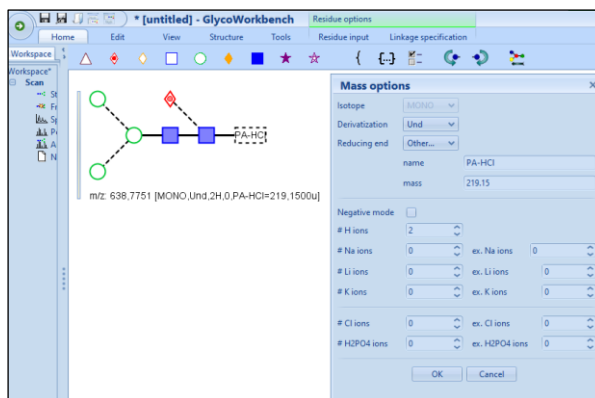 * [untitled] - GlycoWorkbench
Residue options
Home Edit View Structure Tools Residue input Linkage specification
Workspace
Workspace*
Scan
St
Fr
Sp
Pe
A
N
PA-HCl
m/z: 638,7751 [MONO,Und,2H,0,PA-HCl=219,1500u]
Mass options
Isotope MONO
Derivatization Und
Reducing end Other...
name PA-HCl
mass 219.15
Negative mode
# H ions 2
# Na ions 0 ex. Na ions 0
# Li ions 0 ex. Li ions 0
# K ions 0 ex. K ions 0
# Cl ions 0 ex. Cl ions 0
# H2PO4 ions 0 ex. H2PO4 ions 0
OK Cancel